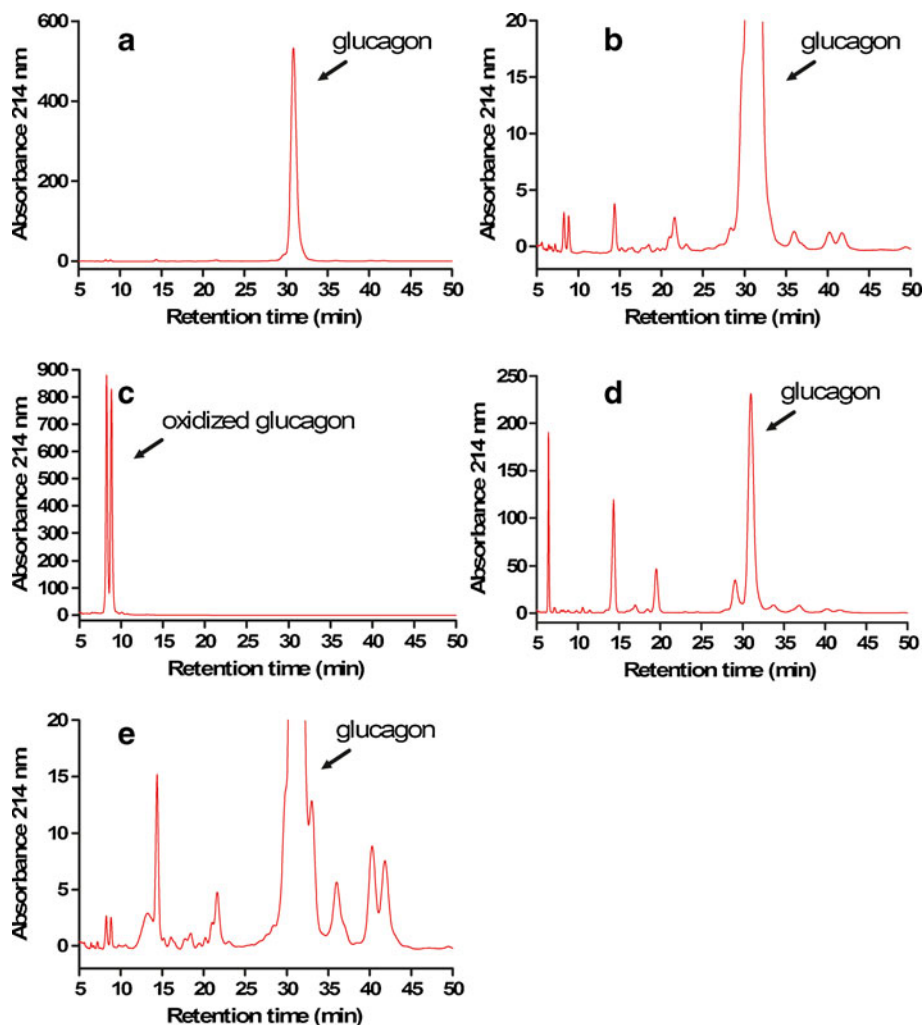 a
glucagon
Absorbance 214 nm
600
400
200
0
5 10 15 20 25 30 35 40 45 50
Retention time (min)
b
glucagon
Absorbance 214 nm
20
15
10
5
0
5 10 15 20 25 30 35 40 45 50
Retention time (min)
c
oxidized glucagon
Absorbance 214 nm
900
800
700
600
500
400
300
200
100
0
5 10 15 20 25 30 35 40 45 50
Retention time (min)
d
glucagon
Absorbance 214 nm
250
200
150
100
50
0
5 10 15 20 25 30 35 40 45 50
Retention time (min)
e
glucagon
Absorbance 214 nm
20
15
10
5
0
5 10 15 20 25 30 35 40 45 50
Retention time (min)